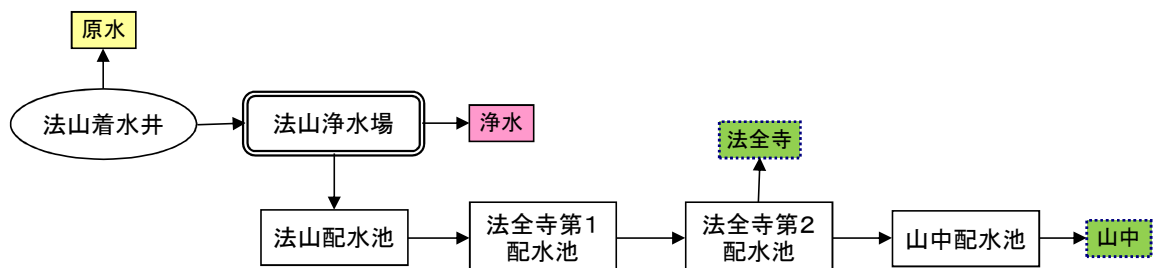 原水
法山着水井
法山浄水場
浄水
法全寺
法山配水池
法全寺第1
配水池
法全寺第2
配水池
山中配水池
山中